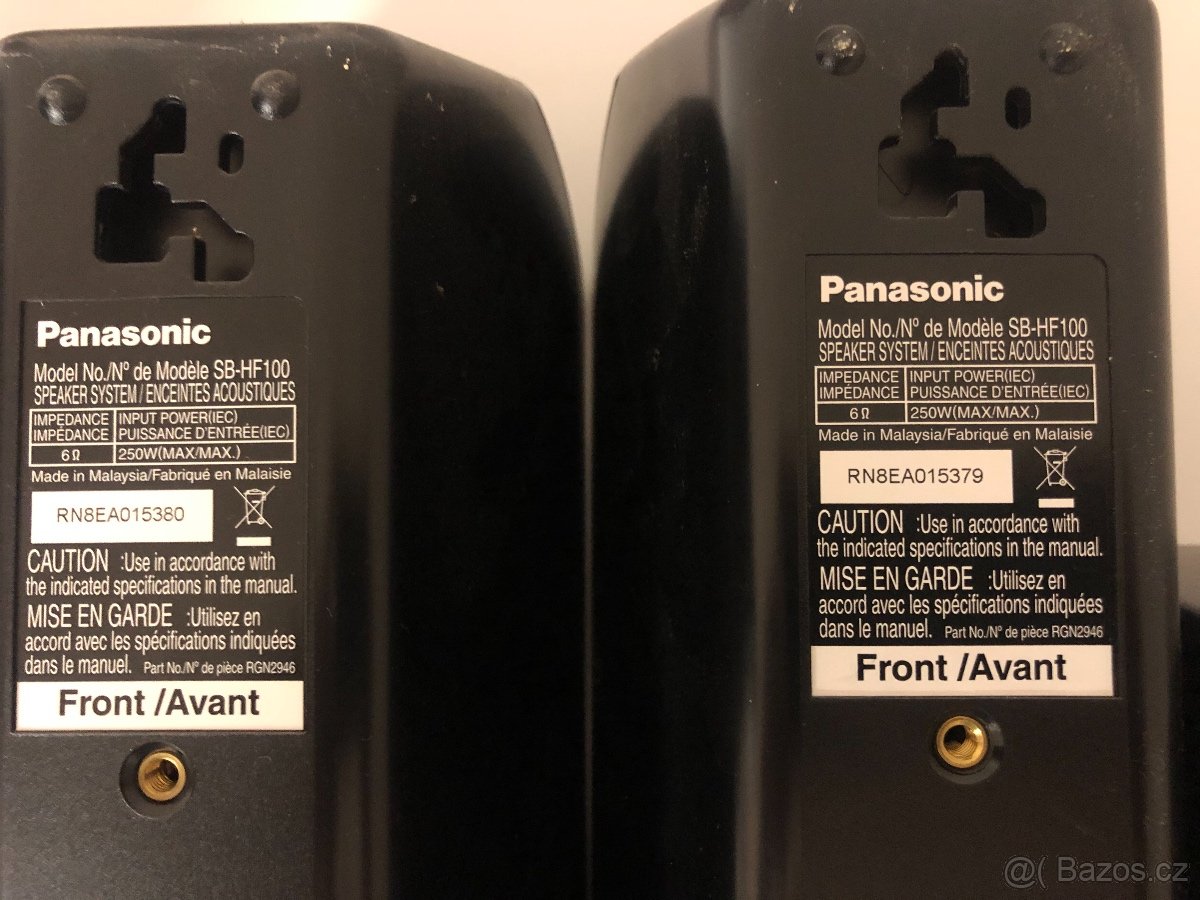 Panasonic
Model No./Nº de Modèle SB-HF100
SPEAKER SYSTEM / ENCEINTES ACOUSTIQUES
IMPEDANCE INPUT POWER(IEC)
IMPÉDANCE PUISSANCE D'ENTRÉE(IEC)
6Ω 250W(MAX/MAX.)
Made in Malaysia/Fabriqué en Malaisie
RN8EA015380
CAUTION :Use in accordance with
the indicated specifications in the manual.
MISE EN GARDE :Utilisez en
accord avec les spécifications indiquées
dans le manuel. Part No./Nº de pièce RGN2946
Front /Avant
Panasonic
Model No./Nº de Modèle SB-HF100
SPEAKER SYSTEM / ENCEINTES ACOUSTIQUES
IMPEDANCE INPUT POWER(IEC)
IMPÉDANCE PUISSANCE D'ENTRÉE(IEC)
6Ω 250W(MAX/MAX.)
Made in Malaysia/Fabriqué en Malaisie
RN8EA015379
CAUTION :Use in accordance with
the indicated specifications in the manual.
MISE EN GARDE :Utilisez en
accord avec les spécifications indiquées
dans le manuel. Part No./Nº de pièce RGN2946
Front /Avant
@( Bazos.cz